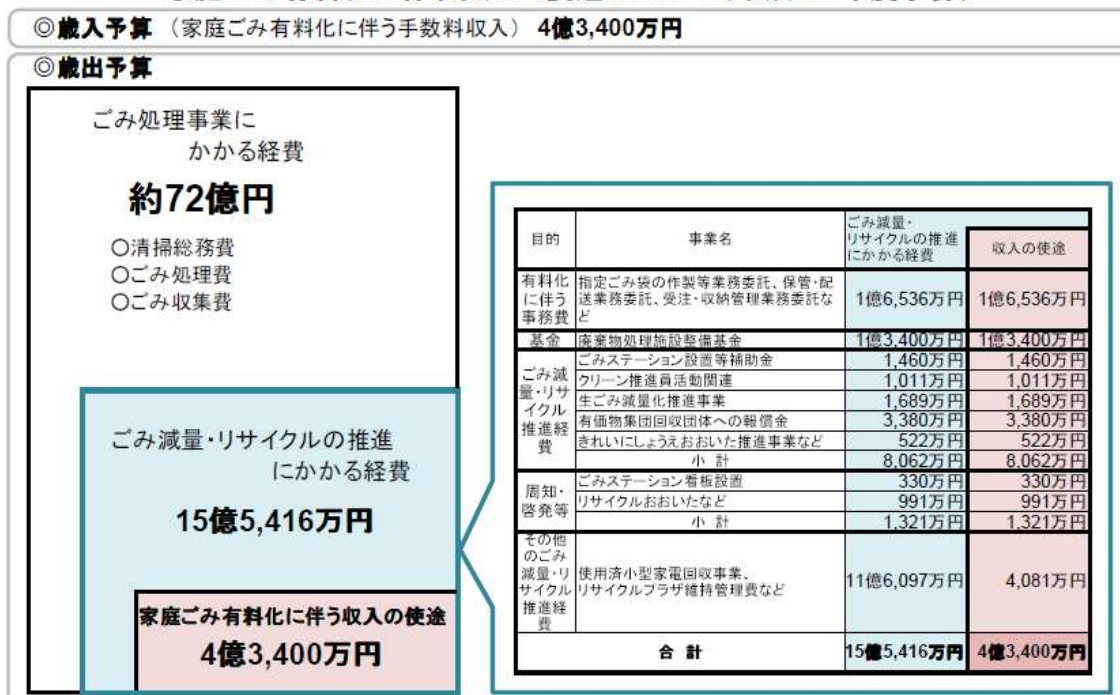 ◎歳入予算 (家庭ごみ有料化に伴う手数料収入) 4億3,400万円
◎歳出予算
ごみ処理事業に
かかる経費
約72億円
○清掃総務費
○ごみ処理費
○ごみ収集費
ごみ減量・リサイクルの推進
にかかる経費
15億5,416万円
家庭ごみ有料化に伴う収入の使途
4億3,400万円
目的 事業名 ごみ減量・リサイクルの推進にかかる経費 収入の使途
有料化に伴う事務費 指定ごみ袋の作製等業務委託、保管・配送業務委託、受注・収納管理業務委託など 1億6,536万円 1億6,536万円
基金 廃棄物処理施設整備基金 1億3,400万円 1億3,400万円
ごみ減量・リサイクル推進経費
ごみステーション設置等補助金 1,460万円 1,460万円
クリーン推進員活動関連 1,011万円 1,011万円
生ごみ減量化推進事業 1,689万円 1,689万円
有価物集団回収団体への報償金 3,380万円 3,380万円
きれいにしょうえおおいた推進事業など 522万円 522万円
小 計 8,062万円 8,062万円
周知・啓発等
ごみステーション看板設置 330万円 330万円
リサイクルおおいたなど 991万円 991万円
小 計 1,321万円 1,321万円
その他のごみ減量・リサイクル推進経費 使用済小型家電回収事業、リサイクルプラザ維持管理費など 11億6,097万円 4,081万円
合 計 15億5,416万円 4億3,400万円